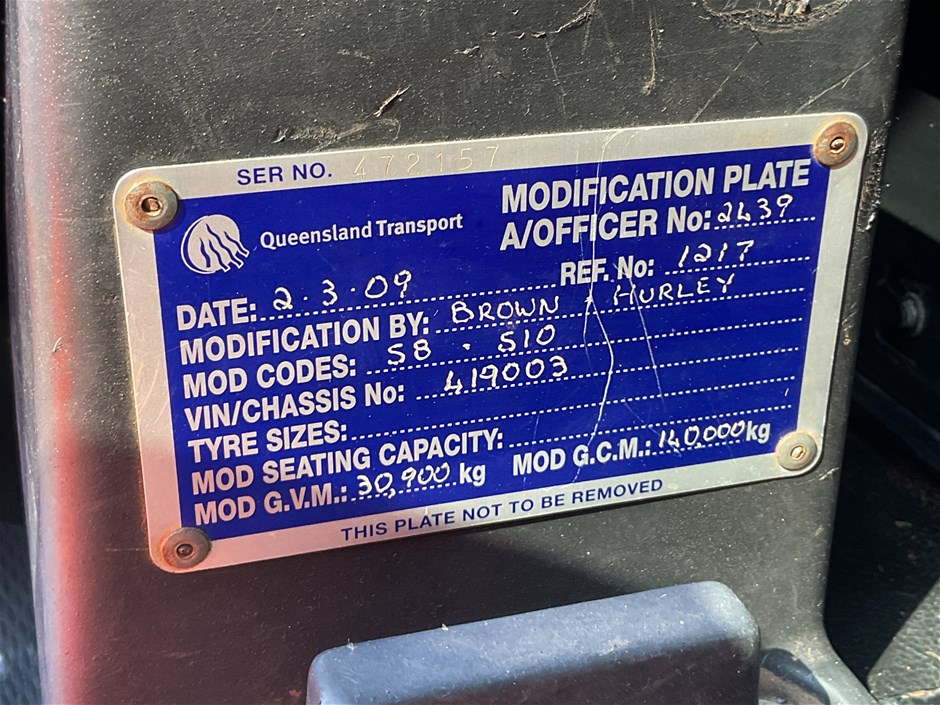 SER NO. 472157
Queensland Transport
MODIFICATION PLATE
A/OFFICER No: 2439
DATE: 2.3.09 REF. No: 1217
MODIFICATION BY: BROWN + HURLEY
MOD CODES: S8 . S10
VIN/CHASSIS No: 419003
TYRE SIZES:
MOD SEATING CAPACITY:
MOD G.V.M.: 30,900 kg MOD G.C.M.: 140,000 kg
THIS PLATE NOT TO BE REMOVED